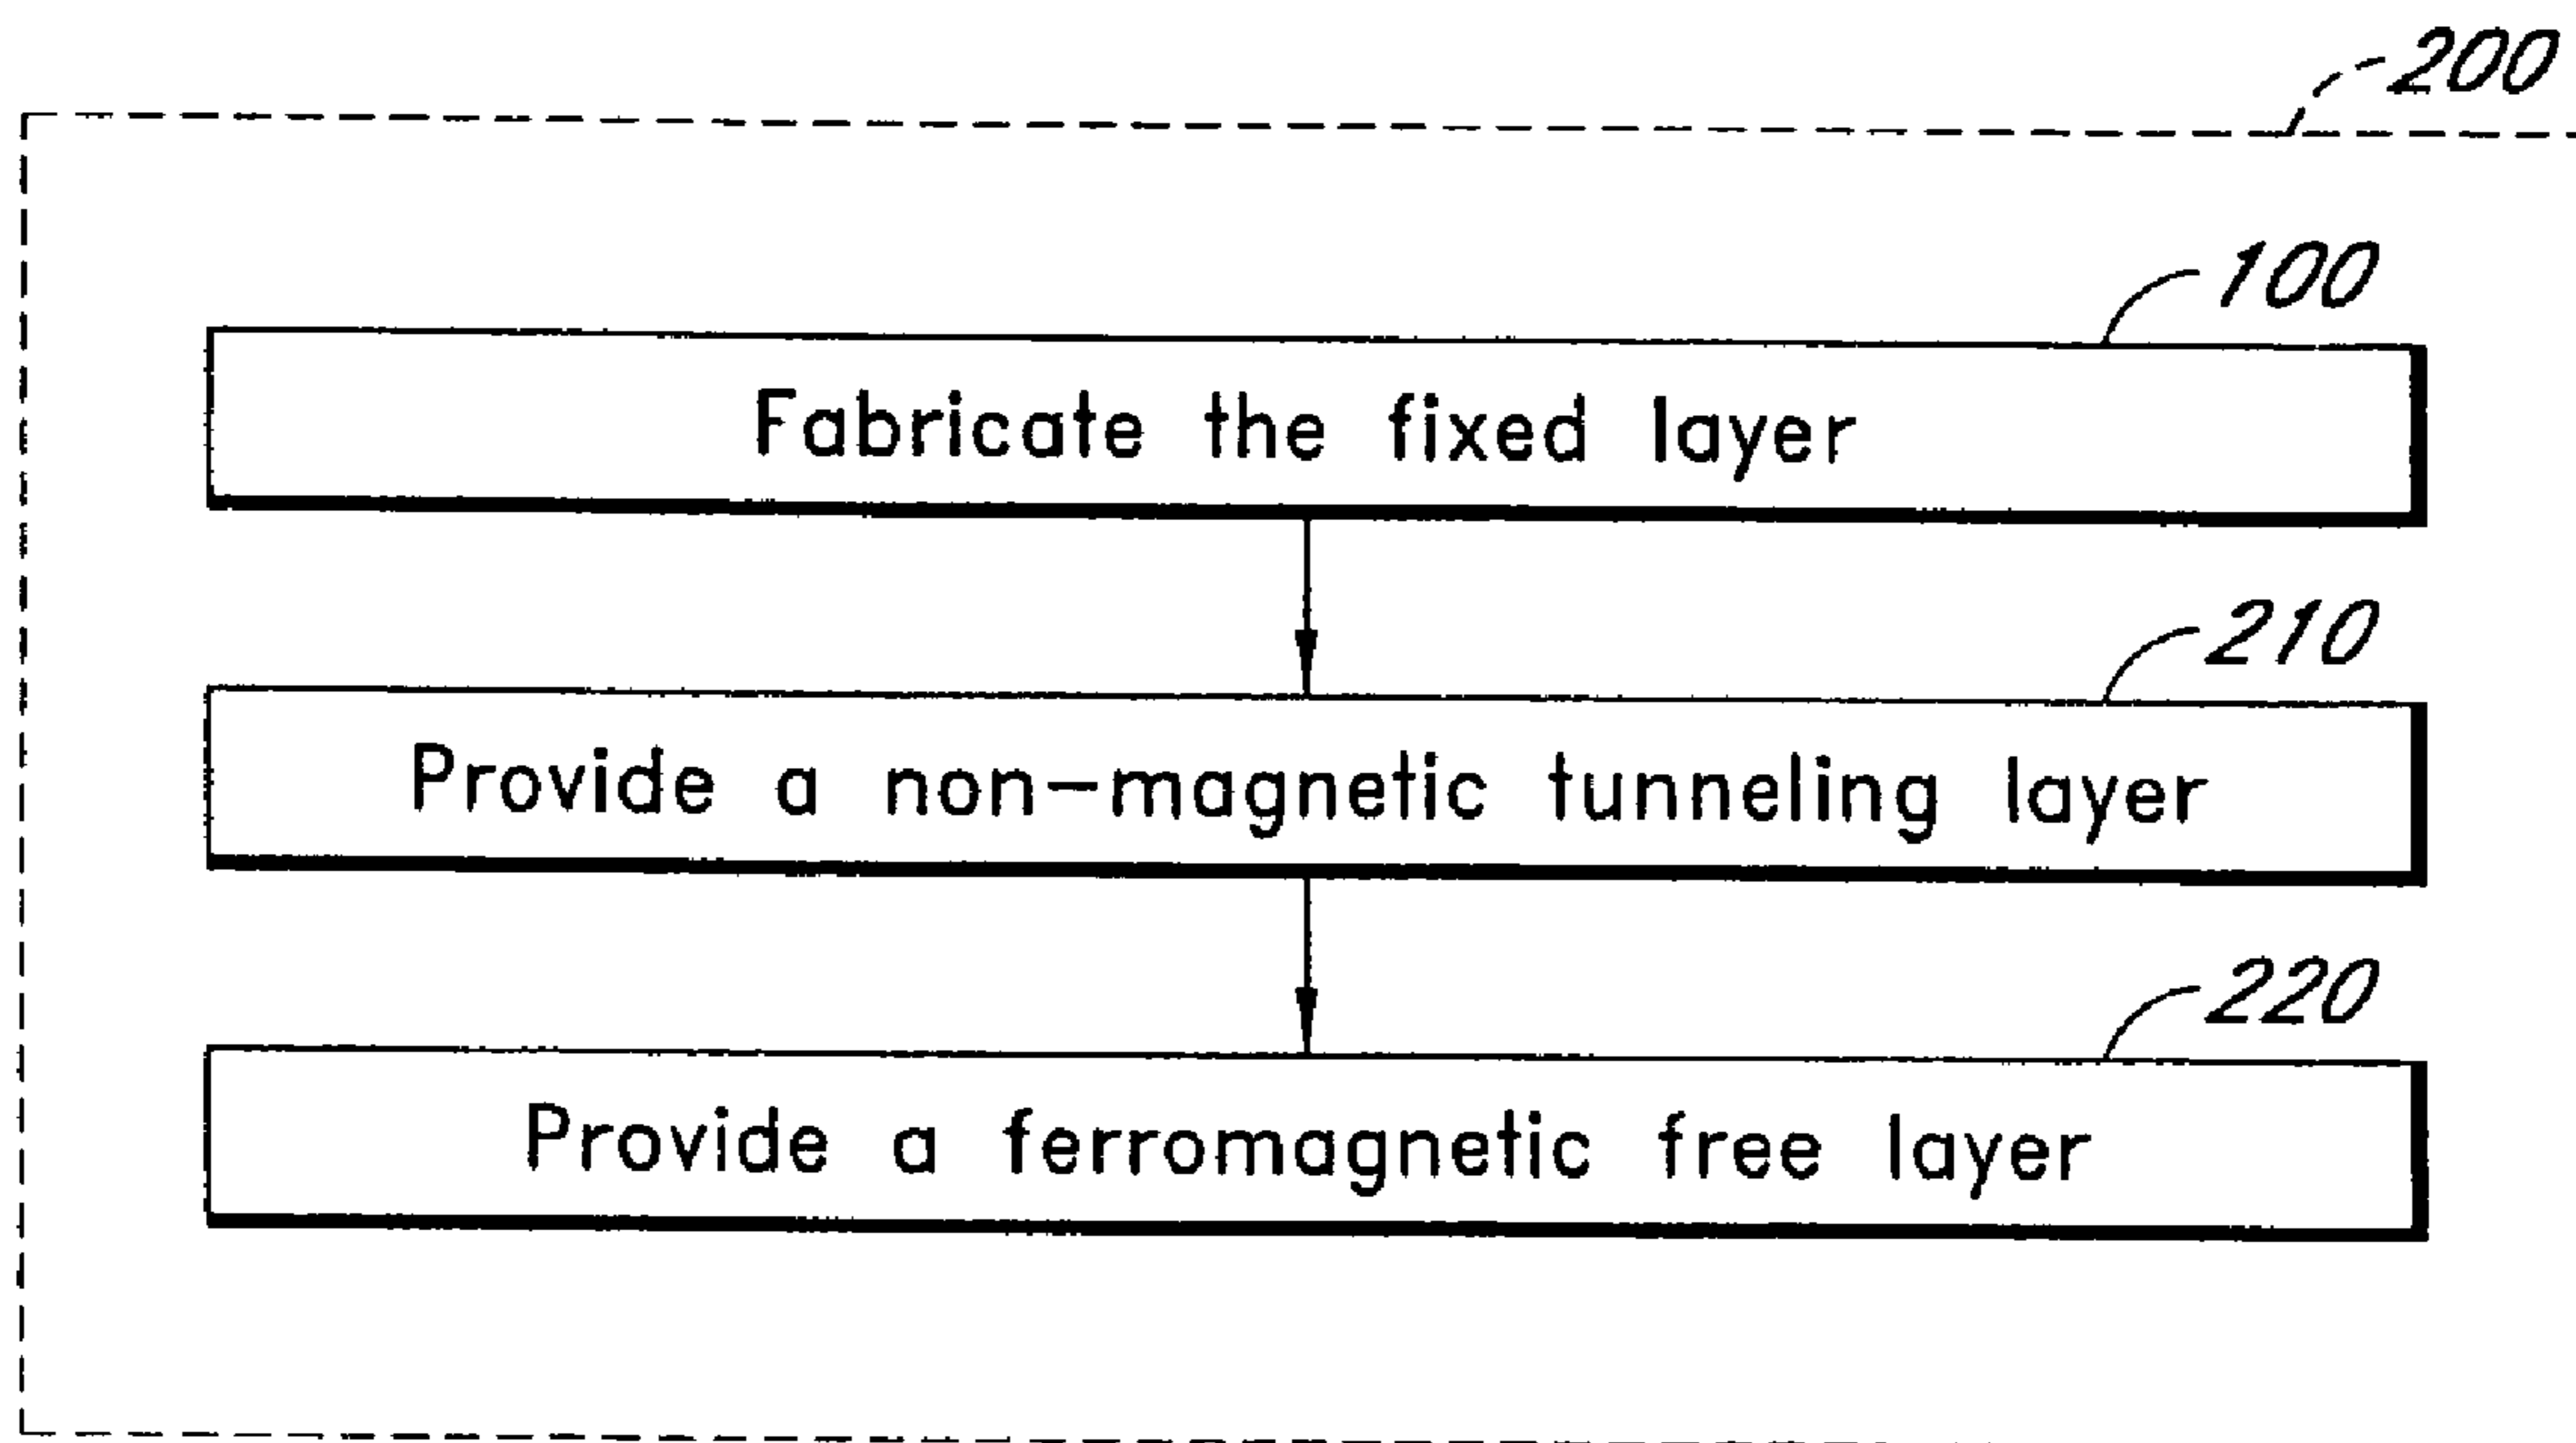 200
100
Fabricate the fixed layer
210
Provide a non-magnetic tunneling layer
220
Provide a ferromagnetic free layer